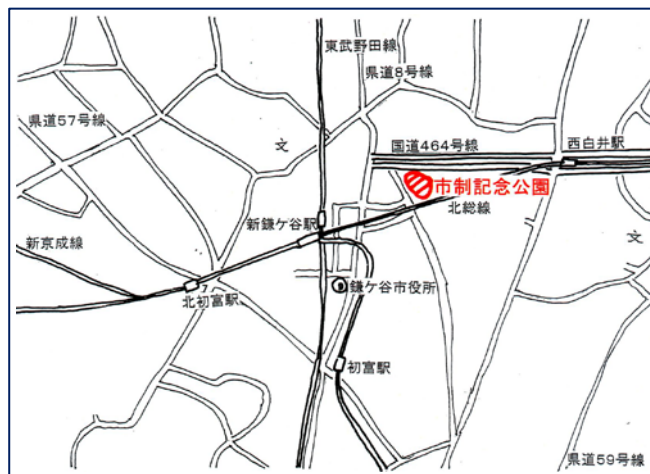 東武野田線
県道8号線
県道57号線
文
国道464号線
西白井駅
市制記念公園
北総線
新鎌ケ谷駅
文
新京成線
北初富駅
鎌ケ谷市役所
初富駅
県道59号線